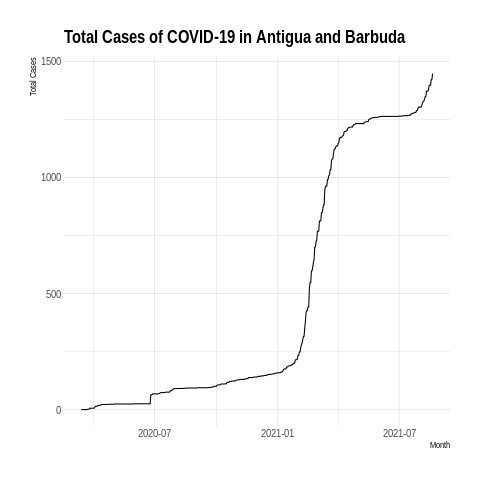 Total Cases of COVID-19 in Antigua and Barbuda
Total Cases
1500
1000
500
0
2020-07
2021-01
2021-07
Month